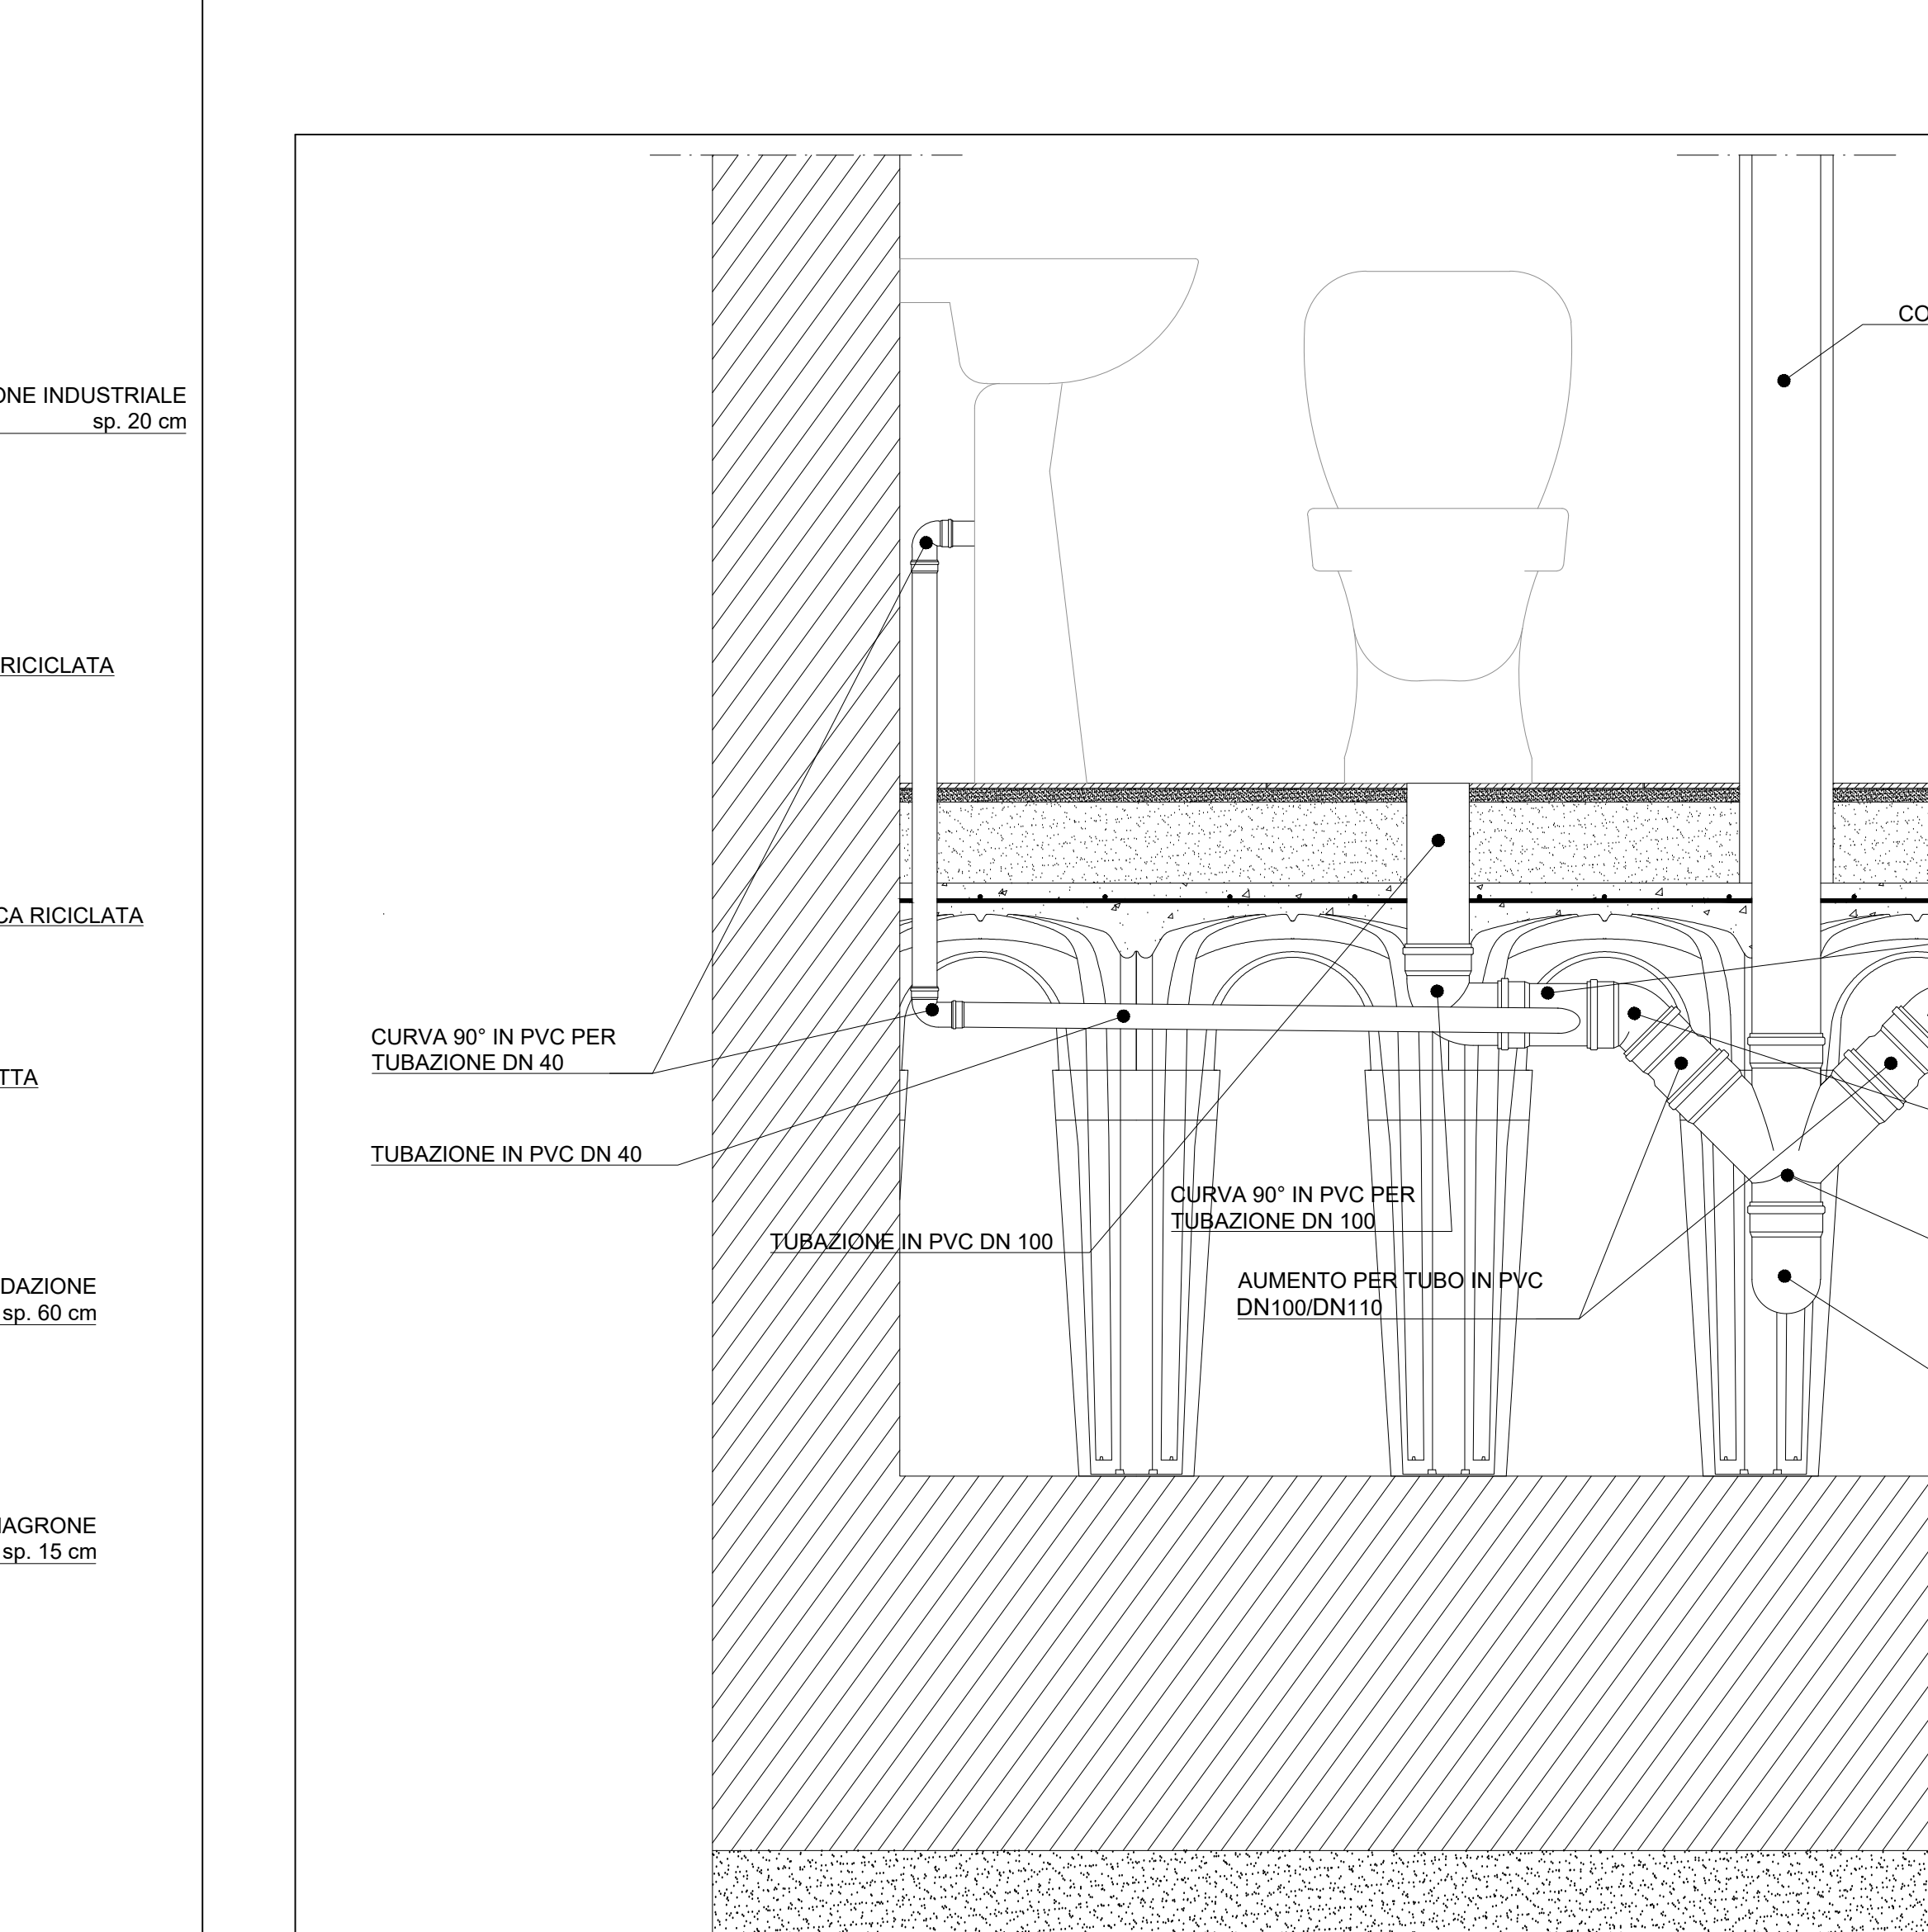 ONE INDUSTRIALE
sp. 20 cm
RICICLATA
CA RICICLATA
TTA
DAZIONE
sp. 60 cm
AGRONE
sp. 15 cm
CO
CURVA 90° IN PVC PER
TUBAZIONE DN 40
TUBAZIONE IN PVC DN 40
TUBAZIONE IN PVC DN 100
CURVA 90° IN PVC PER
TUBAZIONE DN 100
AUMENTO PER TUBO IN PVC
DN100/DN110